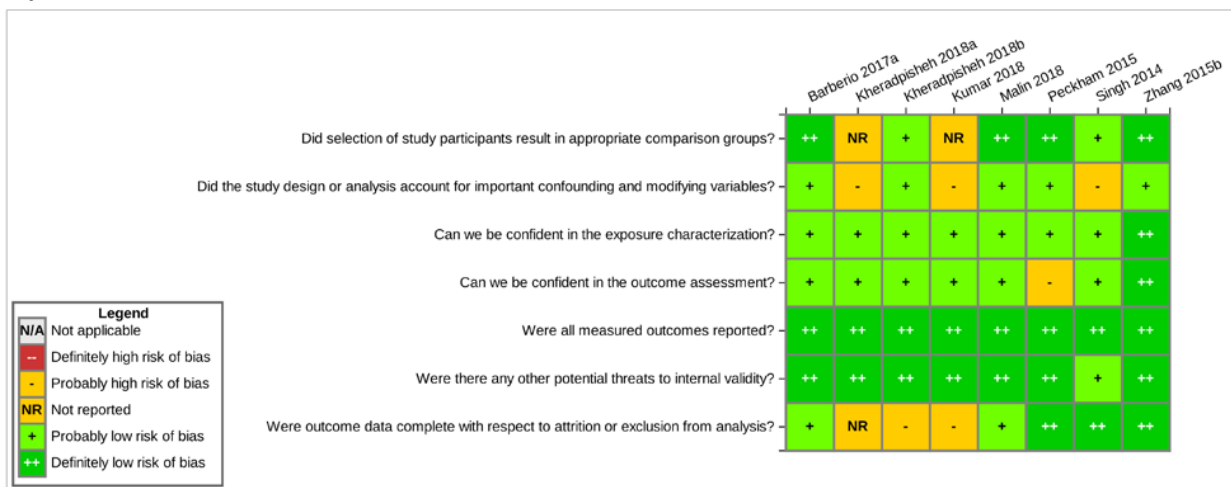 Barberio 2017a
Kheradpisheh 2018a
Kheradpisheh 2018b
Kumar 2018
Malin 2018
Peckham 2015
Singh 2014
Zhang 2015b
Did selection of study participants result in appropriate comparison groups? ++ NR + NR ++ ++ + ++
Did the study design or analysis account for important confounding and modifying variables? + - + - + + - +
Can we be confident in the exposure characterization? + + + + + + + ++
Can we be confident in the outcome assessment? + + + + + - + ++
Were all measured outcomes reported? ++ ++ ++ ++ ++ ++ ++ ++
Were there any other potential threats to internal validity? ++ ++ ++ ++ ++ ++ + ++
Were outcome data complete with respect to attrition or exclusion from analysis? + NR - - + ++ ++ ++
Legend
N/A Not applicable
-- Definitely high risk of bias
- Probably high risk of bias
NR Not reported
+ Probably low risk of bias
++ Definitely low risk of bias